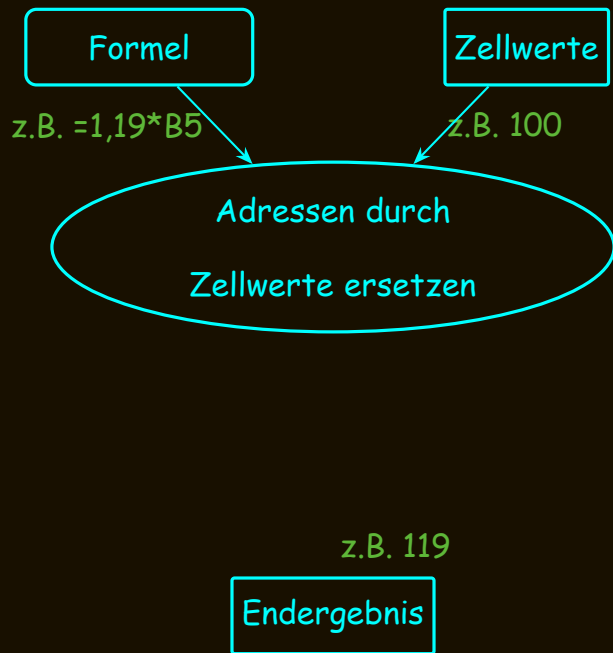 Formel
Zellwerte
z.B. =1,19*B5
z.B. 100
Adressen durch
Zellwerte ersetzen
z.B. 119
Endergebnis